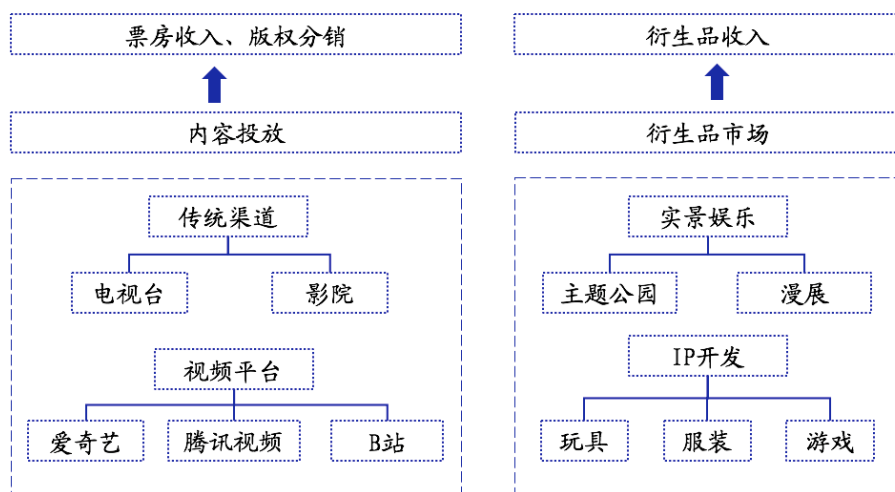 票房收入、版权分销
衍生品收入
内容投放
衍生品市场
传统渠道
电视台
影院
视频平台
爱奇艺
腾讯视频
B站
实景娱乐
主题公园
漫展
IP开发
玩具
服装
游戏